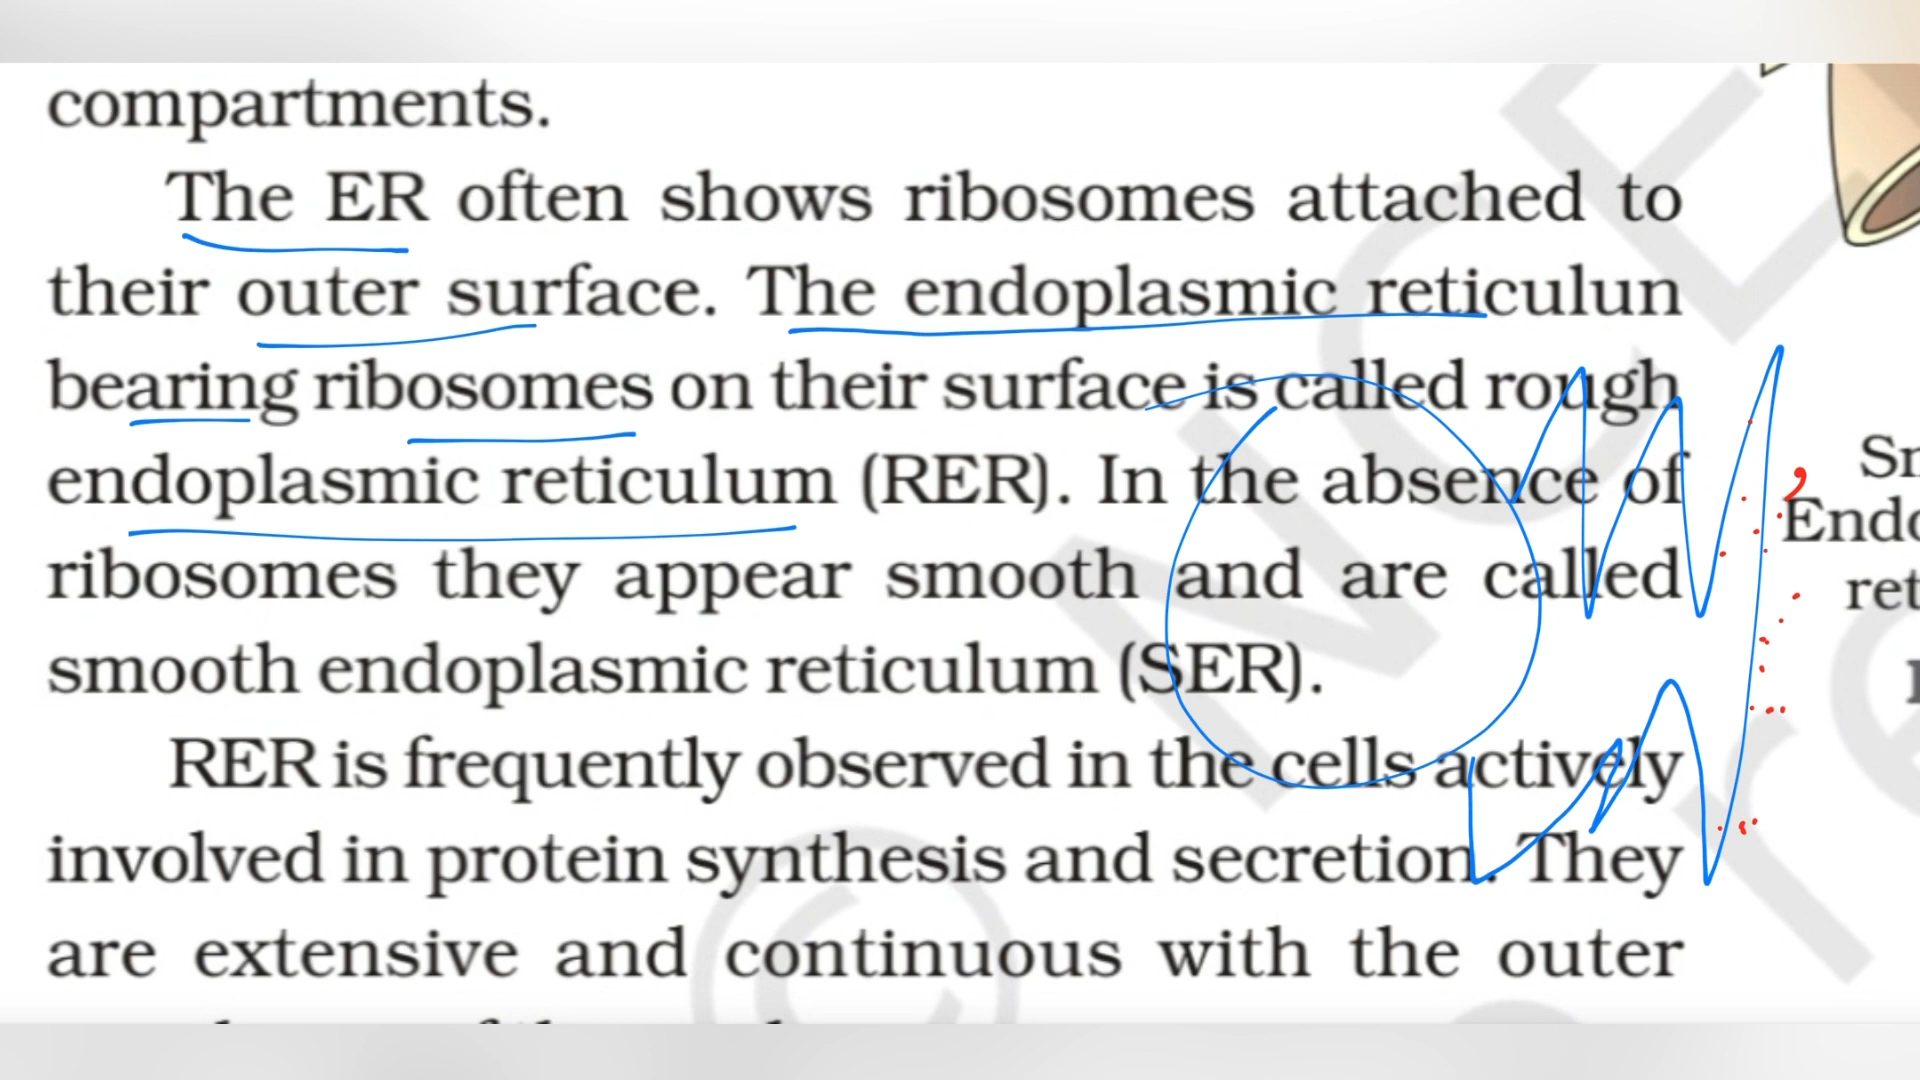 compartments.
The ER often shows ribosomes attached to
their outer surface. The endoplasmic reticulun
bearing ribosomes on their surface is called rough
endoplasmic reticulum (RER). In the absence of
ribosomes they appear smooth and are called
smooth endoplasmic reticulum (SER).
RER is frequently observed in the cells actively
involved in protein synthesis and secretion. They
are extensive and continuous with the outer